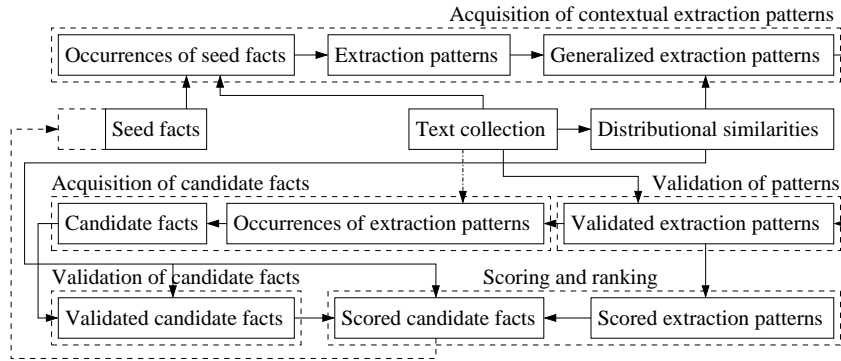 Acquisition of contextual extraction patterns
Occurrences of seed facts
Extraction patterns
Generalized extraction patterns
Seed facts
Text collection
Distributional similarities
Acquisition of candidate facts
Validation of patterns
Candidate facts
Occurrences of extraction patterns
Validated extraction patterns
Validation of candidate facts
Scoring and ranking
Validated candidate facts
Scored candidate facts
Scored extraction patterns